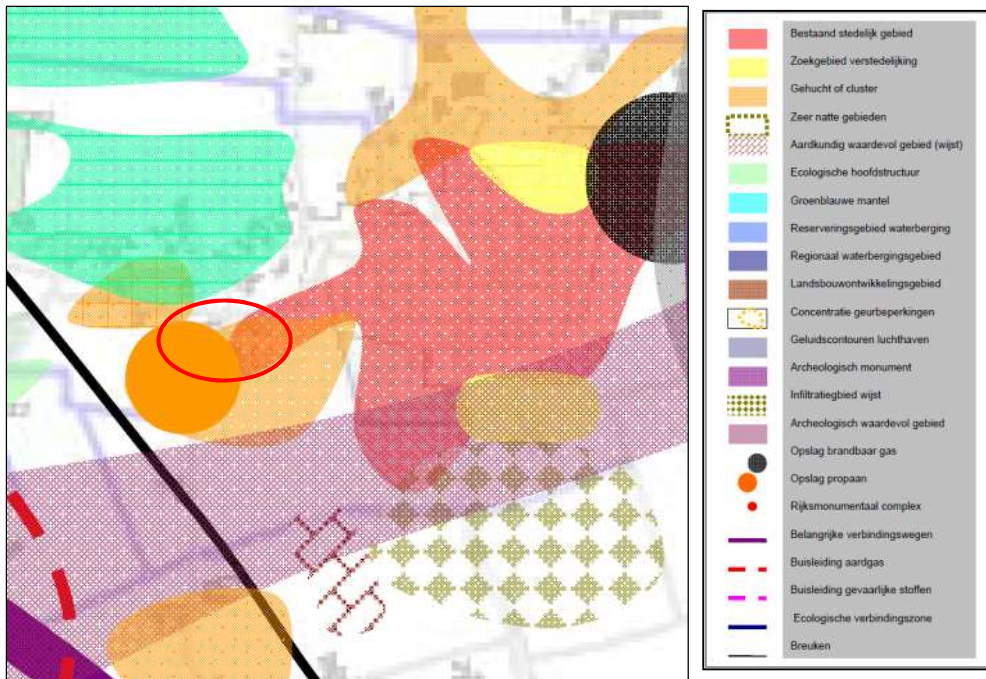 Bestaand stedelijk gebied
Zoekgebied verstedelijking
Gehucht of cluster
Zeer natte gebieden
Aardkundig waardevol gebied (wijst)
Ecologische hoofdstructuur
Groenblauwe mantel
Reserveringsgebied waterberging
Regionaal waterbergingsgebied
Landsbouwontwikkelingsgebied
Concentratie geurbeperkingen
Geluidscontouren luchthaven
Archeologisch monument
Infiltratiegbied wijst
Archeologisch waardevol gebied
Opslag brandbaar gas
Opslag propaan
Rijksmonumentaal complex
Belangrijke verbindingswegen
Buisleiding aardgas
Buisleiding gevaarlijke stoffen
Ecologische verbindingszone
Breuken